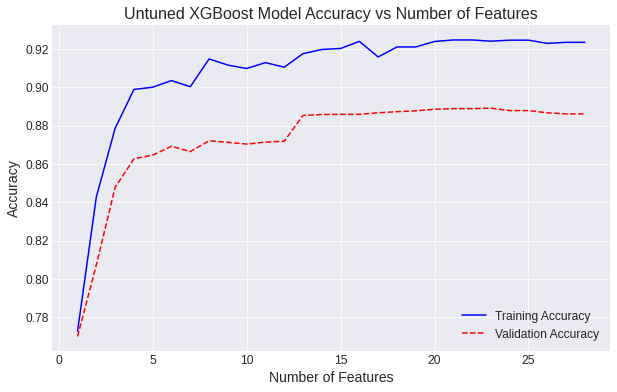 Untuned XGBoost Model Accuracy vs Number of Features
Accuracy
0.92
0.90
0.88
0.86
0.84
0.82
0.80
0.78
0 5 10 15 20 25
Number of Features
Training Accuracy
Validation Accuracy